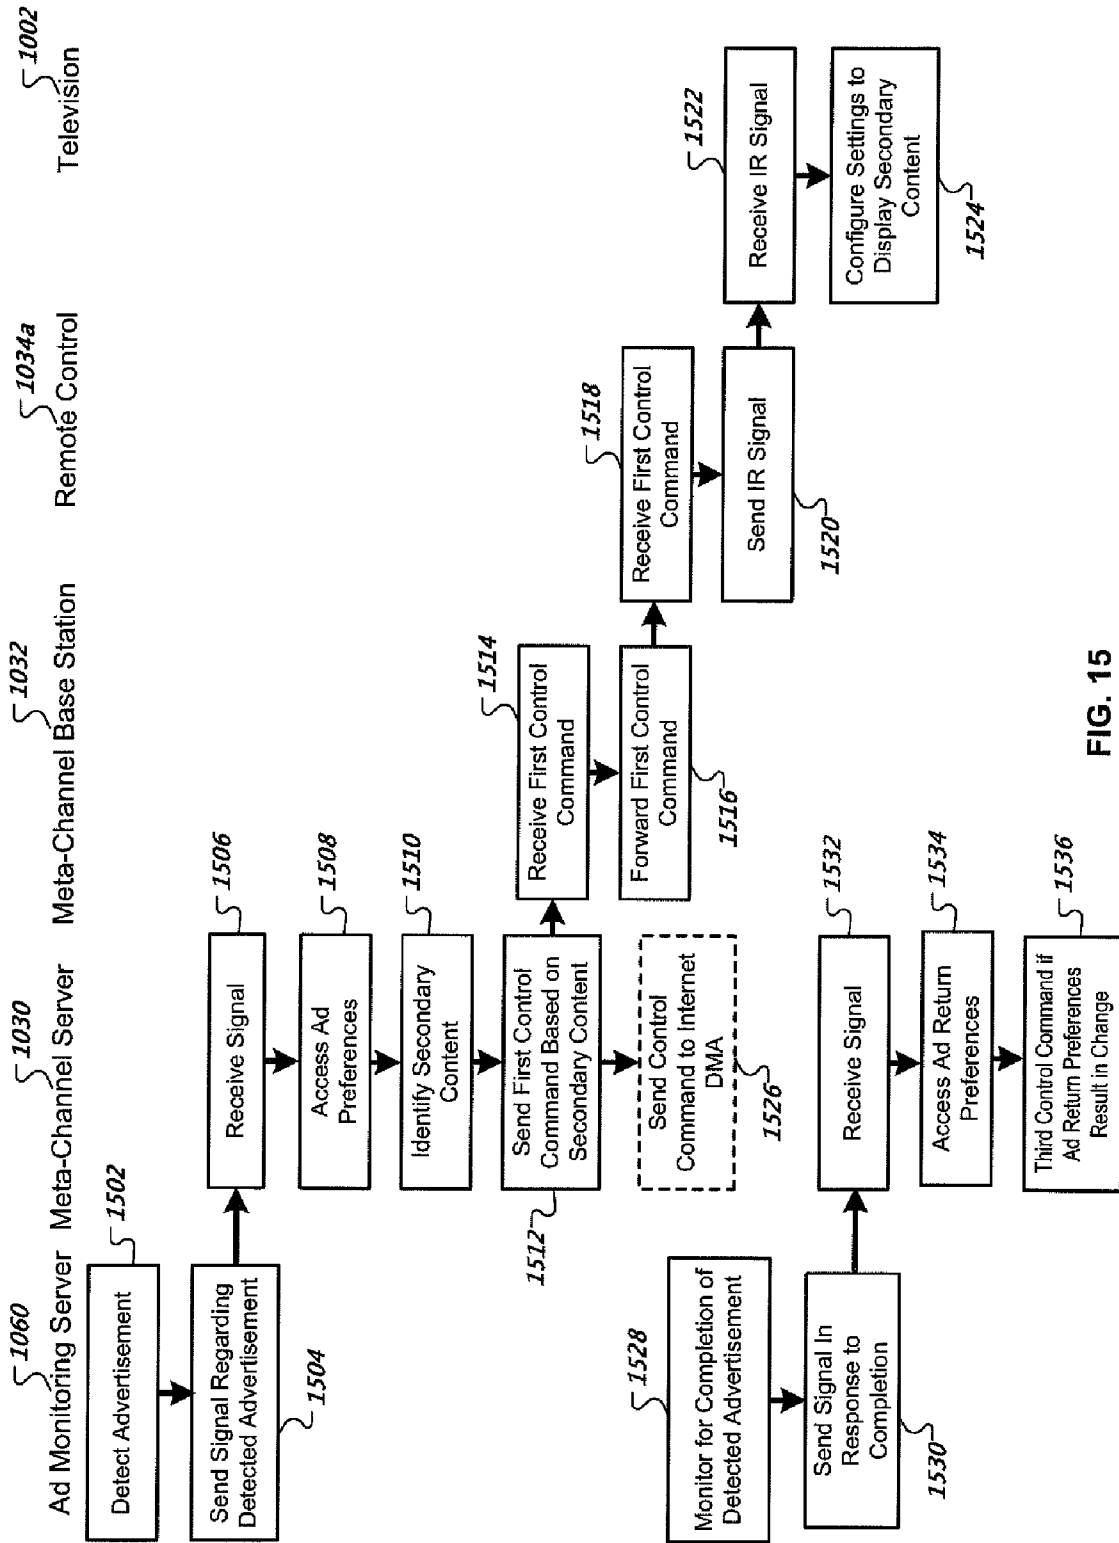 1060
Ad Monitoring Server
1030
Meta-Channel Server
1032
Meta-Channel Base Station
1034a
Remote Control
1002
Television
1502
Detect Advertisement
Send Signal Regarding
Detected Advertisement
1504
1506
Receive Signal
1508
Access Ad
Preferences
1510
Identify Secondary
Content
Send First Control
Command Based on
Secondary Content
1512
1514
Receive First Control
Command
Forward First Control
Command
1516
1518
Receive First Control
Command
Send IR Signal
1520
1522
Receive IR Signal
Configure Settings to
Display Secondary
Content
1524
Send Control
Command to Internet
DMA
1526
1528
Monitor for Completion of
Detected Advertisement
Send Signal In
Response to
Completion
1530
1532
Receive Signal
1534
Access Ad Return
Preferences
1536
Third Control Command if
Ad Return Preferences
Result in Change
FIG. 15